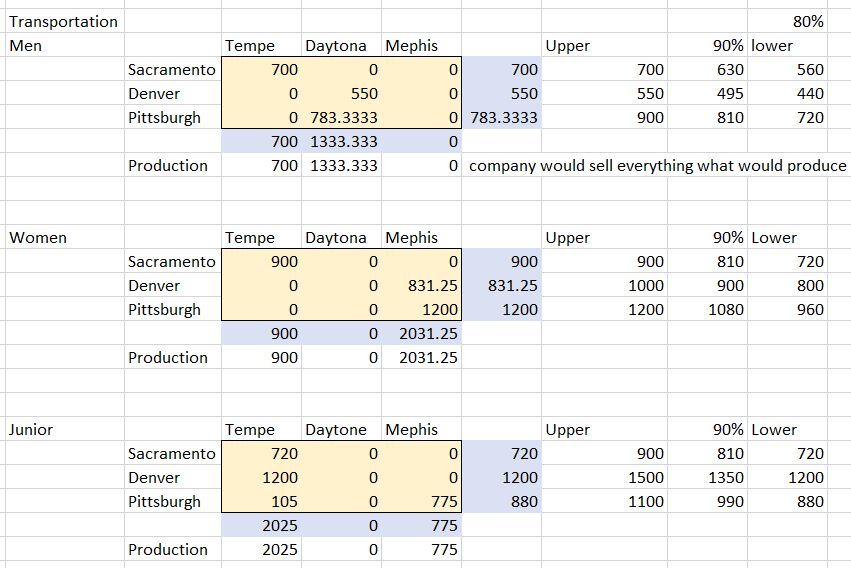 Transportation 80%
Men Tempe Daytona Mephis Upper 90% lower
Sacramento 700 0 0 700 700 630 560
Denver 0 550 0 550 550 495 440
Pittsburgh 0 783.3333 0 783.3333 900 810 720
700 1333.333 0
Production 700 1333.333 0 company would sell everything what would produce
Women Tempe Daytona Mephis Upper 90% Lower
Sacramento 900 0 0 900 900 810 720
Denver 0 0 831.25 831.25 1000 900 800
Pittsburgh 0 0 1200 1200 1200 1080 960
900 0 2031.25
Production 900 0 2031.25
Junior Tempe Daytone Mephis Upper 90% Lower
Sacramento 720 0 0 720 900 810 720
Denver 1200 0 0 1200 1500 1350 1200
Pittsburgh 105 0 775 880 1100 990 880
2025 0 775
Production 2025 0 775